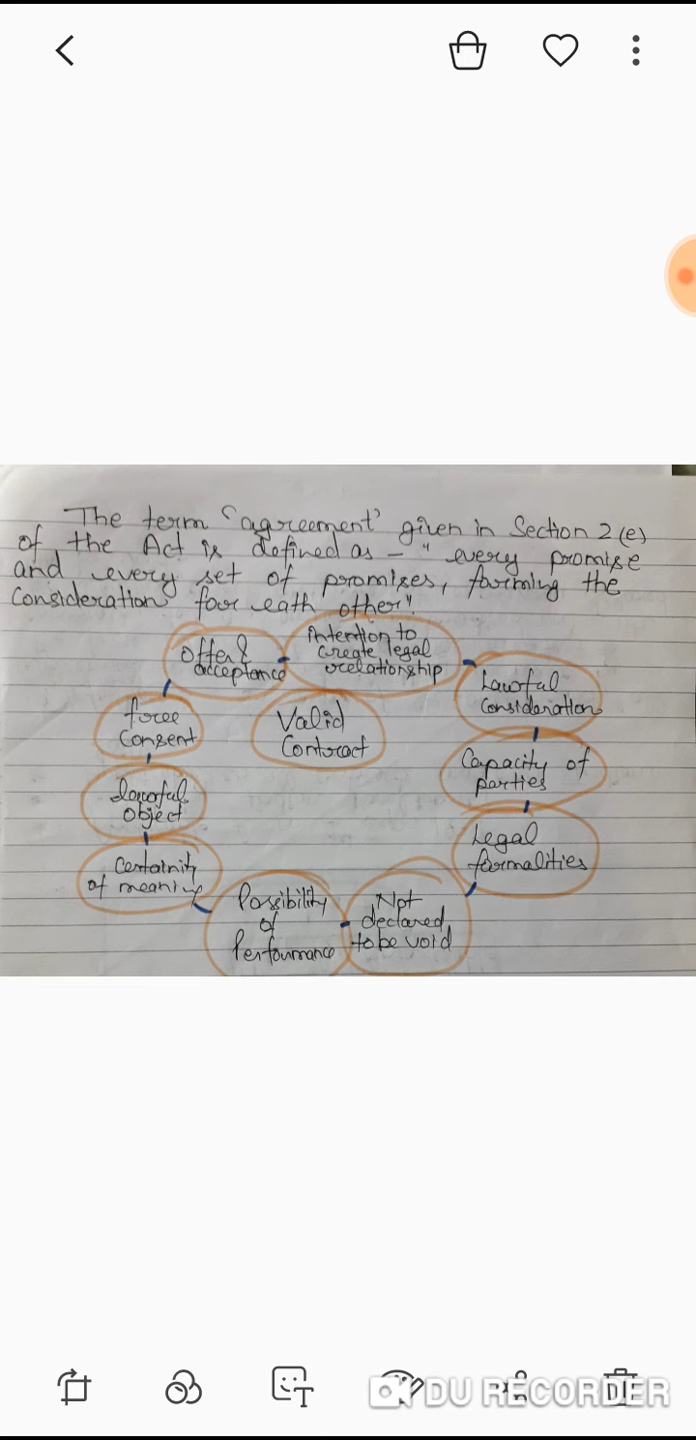 The term 'agreement' given in Section 2(e)
of the Act is defined as - "every promise
and every set of promises, forming the
Consideration for eath other".
Offer &
acceptance
Intention to
create legal
relationship
Lawful
Consideration
free
Consent
Valid
Contract
Capacity of
parties
lawful
object
Legal
formalities
Certainity
of meaning
Possibility
of
Performance
Not
declared
to be void
DU RECORDER